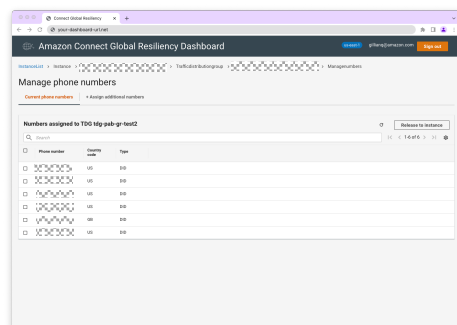 Connect Global Resiliency
your-dashboard-url.net
Amazon Connect Global Resiliency Dashboard
us-east-1
gillianq@amazon.com
Sign out
InstanceList > Instance > > Trafficdistributiongroup > > Managenumbers
Manage phone numbers
Current phone numbers
+ Assign additional numbers
Numbers assigned to TDG tdg-pab-gr-test2
Release to instance
Search
1-6 of 6
Phone number Country code Type
US DID
US DID
US DID
US DID
GB DID
US DID